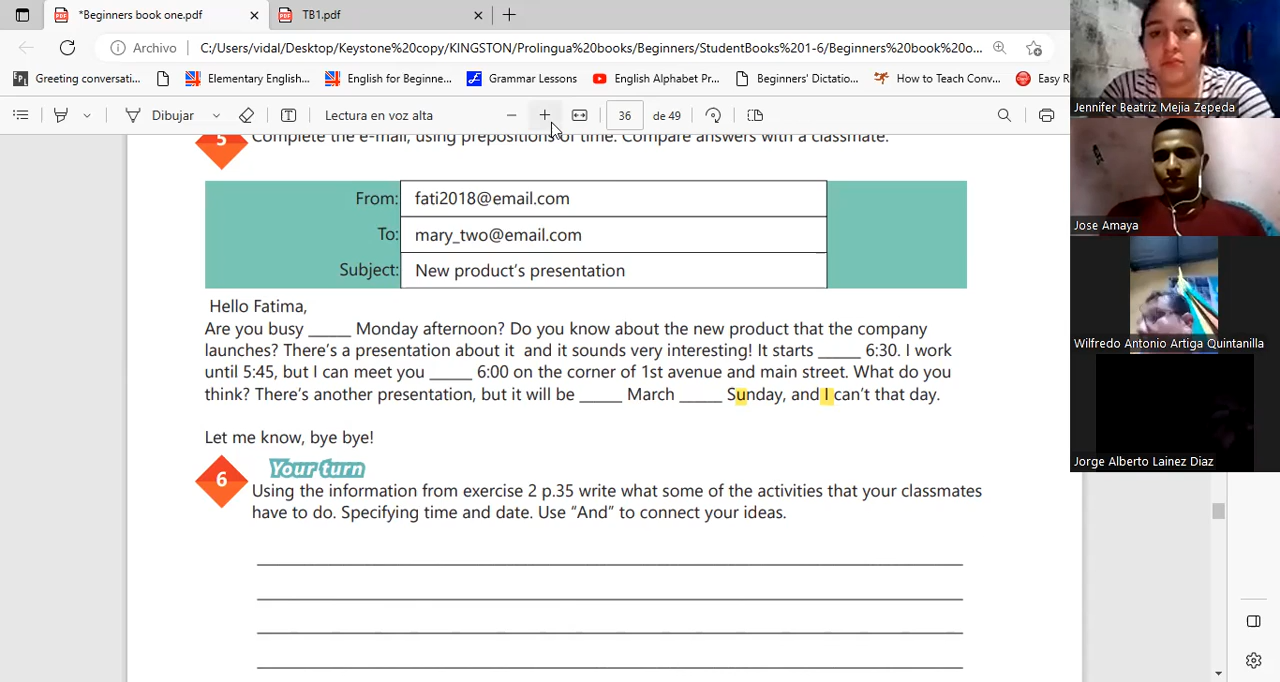 *Beginners book one.pdf
TB1.pdf
Archivo
C:/Users/vidal/Desktop/Keystone%20copy/KINGSTON/Prolingua%20books/Beginners/StudentBooks%201-6/Beginners%20book%20o...
Greeting conversati...
Elementary English...
English for Beginne...
Grammar Lessons
English Alphabet Pr...
Beginners' Dictatio...
How to Teach Conv...
Easy R
Dibujar
Lectura en voz alta
36
de 49
5
Complete the e-mail, using prepositions of time. Compare answers with a classmate.
From: fati2018@email.com
To: mary_two@email.com
Subject: New product's presentation
Hello Fatima,
Are you busy _____ Monday afternoon? Do you know about the new product that the company
launches? There's a presentation about it and it sounds very interesting! It starts _____ 6:30. I work
until 5:45, but I can meet you _____ 6:00 on the corner of 1st avenue and main street. What do you
think? There's another presentation, but it will be _____ March _____ Sunday, and I can't that day.
Let me know, bye bye!
6
Your turn
Using the information from exercise 2 p.35 write what some of the activities that your classmates
have to do. Specifying time and date. Use “And” to connect your ideas.
Jennifer Beatriz Mejia Zepeda
Jose Amaya
Wilfredo Antonio Artiga Quintanilla
Jorge Alberto Lainez Diaz